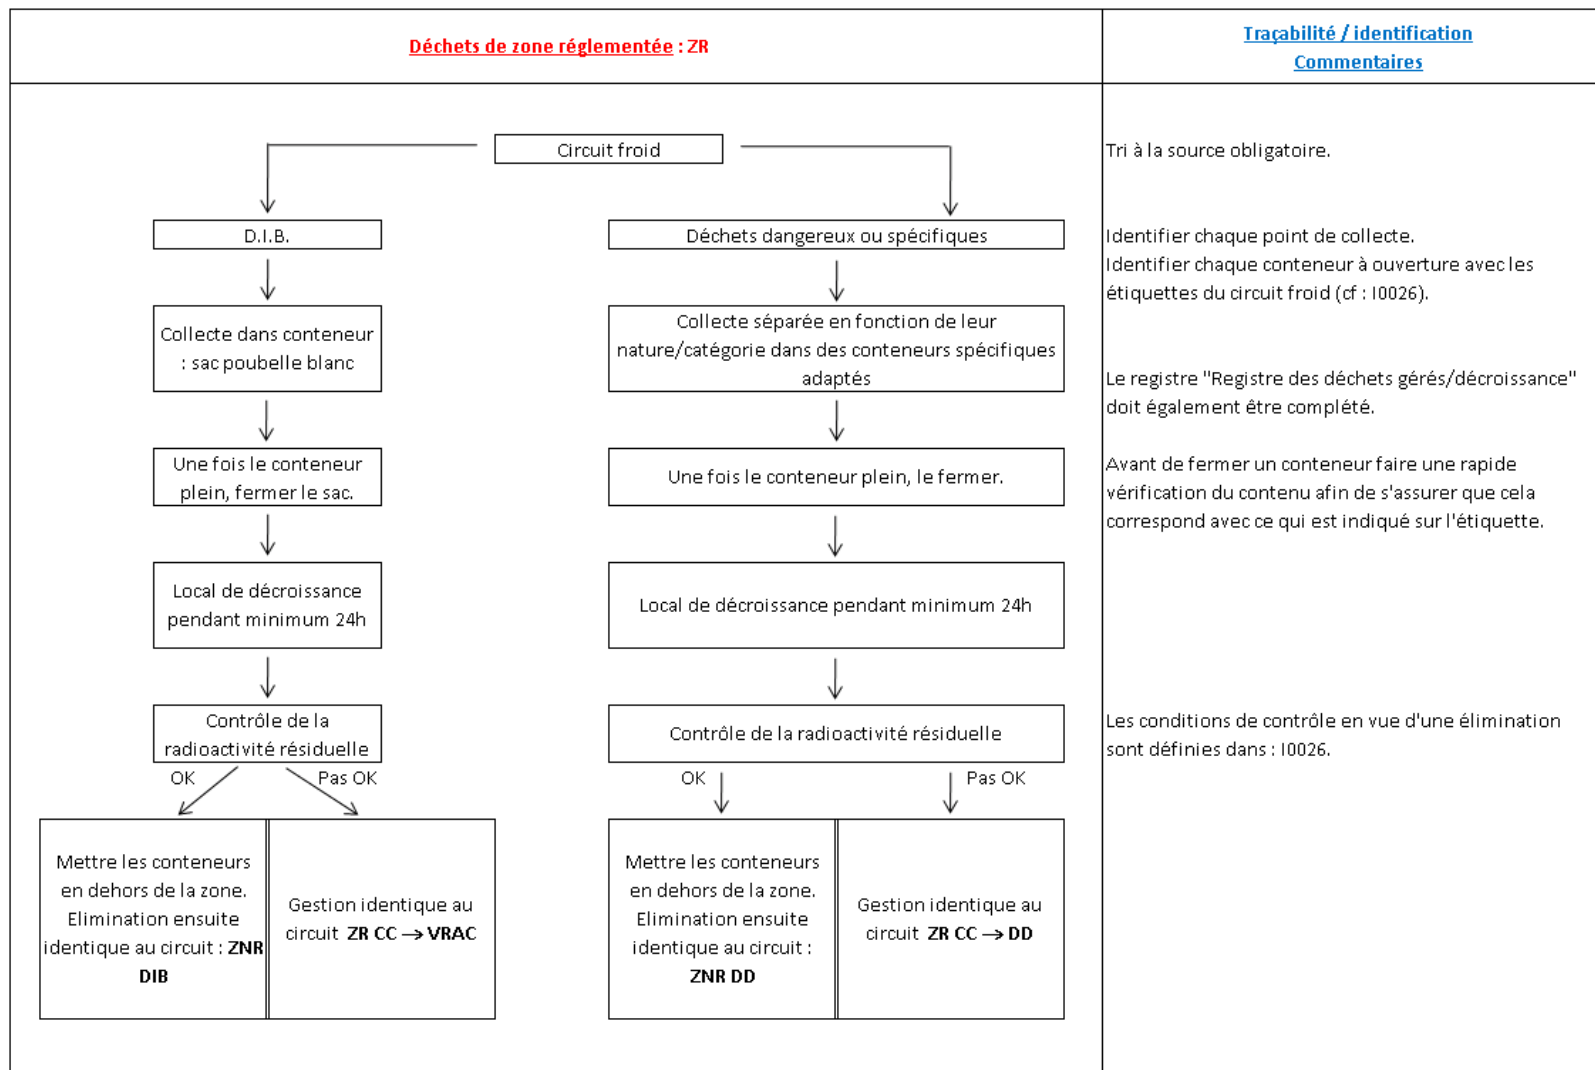 Déchets de zone réglementée : ZR
Traçabilité / identification
Commentaires
Circuit froid
Tri à la source obligatoire.
D.I.B.
Déchets dangereux ou spécifiques
Identifier chaque point de collecte.
Identifier chaque conteneur à ouverture avec les
étiquettes du circuit froid (cf : I0026).
Collecte dans conteneur
: sac poubelle blanc
Collecte séparée en fonction de leur
nature/catégorie dans des conteneurs spécifiques
adaptés
Le registre "Registre des déchets gérés/décroissance"
doit également être complété.
Une fois le conteneur
plein, fermer le sac.
Une fois le conteneur plein, le fermer.
Avant de fermer un conteneur faire une rapide
vérification du contenu afin de s'assurer que cela
correspond avec ce qui est indiqué sur l'étiquette.
Local de décroissance
pendant minimum 24h
Local de décroissance pendant minimum 24h
Contrôle de la
radioactivité résiduelle
Contrôle de la radioactivité résiduelle
Les conditions de contrôle en vue d'une élimination
sont définies dans : I0026.
OK
Pas OK
OK
Pas OK
Mettre les conteneurs
en dehors de la zone.
Elimination ensuite
identique au circuit : ZNR
DIB
Gestion identique au
circuit ZR CC → VRAC
Mettre les conteneurs
en dehors de la zone.
Elimination ensuite
identique au circuit :
ZNR DD
Gestion identique au
circuit ZR CC → DD